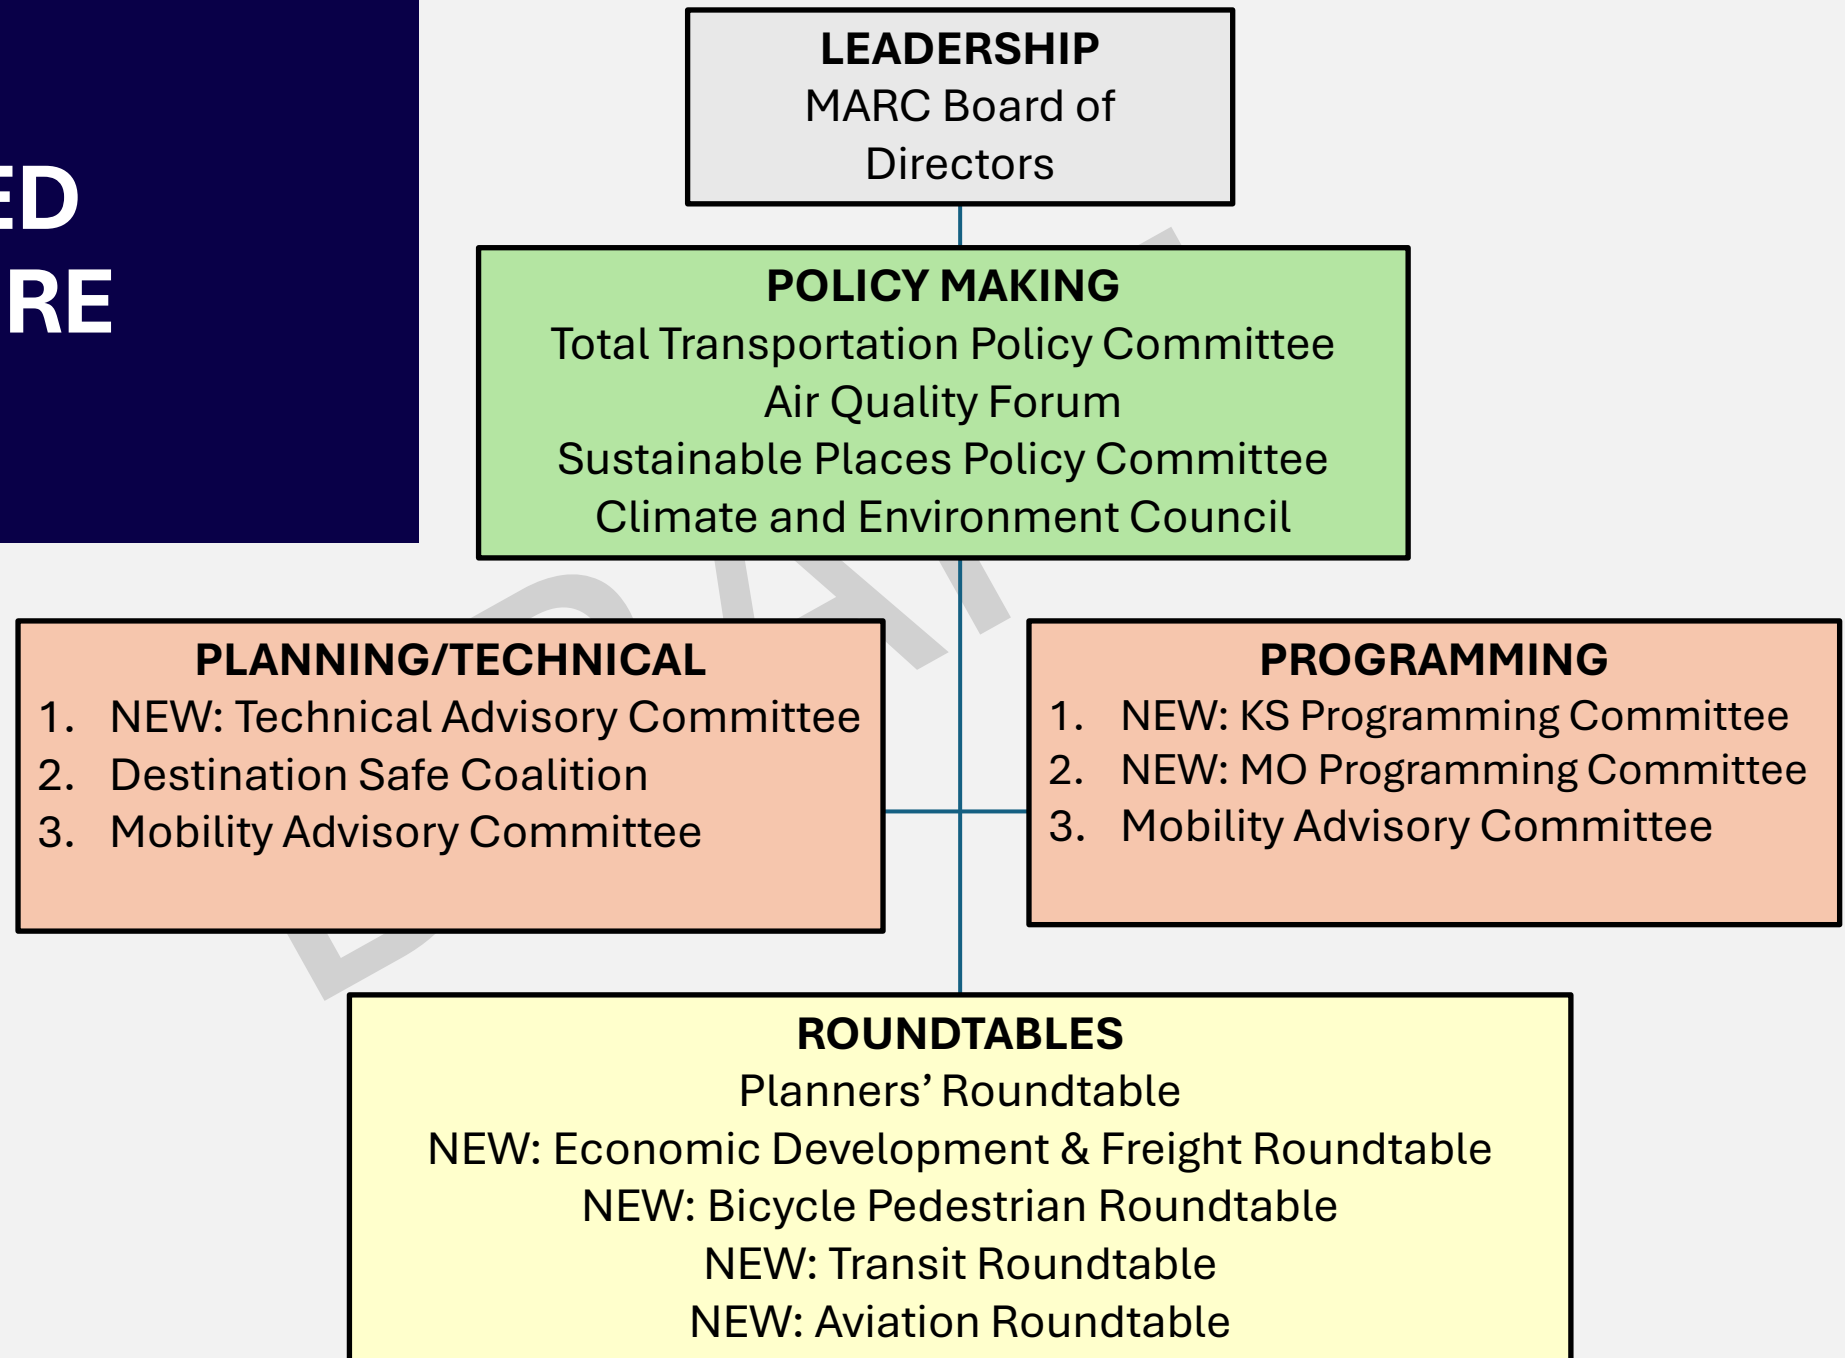 ED
RE
LEADERSHIP
MARC Board of
Directors
POLICY MAKING
Total Transportation Policy Committee
Air Quality Forum
Sustainable Places Policy Committee
Climate and Environment Council
PLANNING/TECHNICAL
1. NEW: Technical Advisory Committee
2. Destination Safe Coalition
3. Mobility Advisory Committee
PROGRAMMING
1. NEW: KS Programming Committee
2. NEW: MO Programming Committee
3. Mobility Advisory Committee
ROUNDTABLES
Planners’ Roundtable
NEW: Economic Development & Freight Roundtable
NEW: Bicycle Pedestrian Roundtable
NEW: Transit Roundtable
NEW: Aviation Roundtable